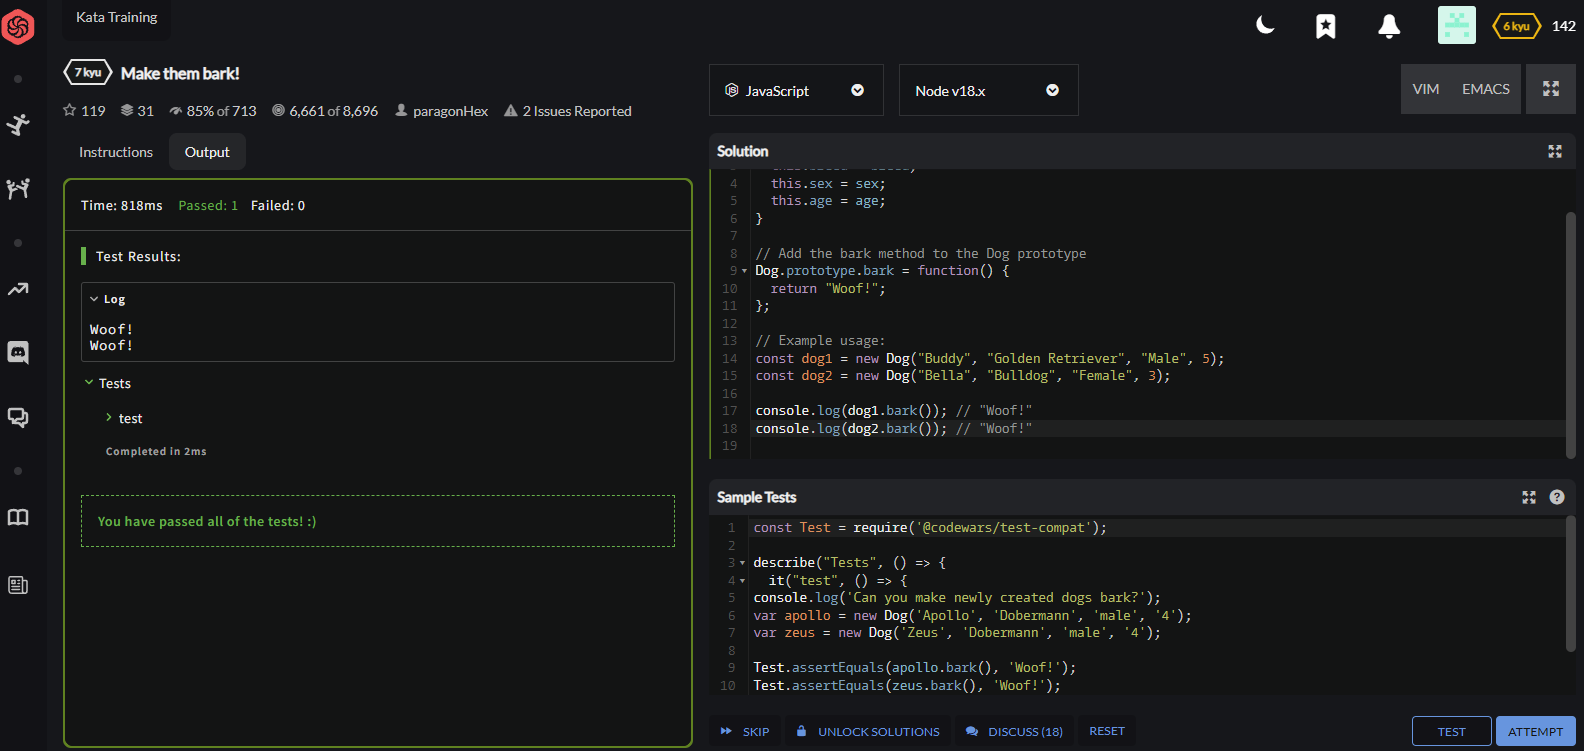 Kata Training
6 kyu 142
7 kyu Make them bark!
119 31 85% of 713 6,661 of 8,696 paragonHex 2 Issues Reported
Instructions Output
Time: 818ms Passed: 1 Failed: 0
Test Results:
Log
Woof!
Woof!
Tests
test
Completed in 2ms
You have passed all of the tests! :)
JavaScript Node v18.x VIM EMACS
Solution
4 this.sex = sex;
5 this.age = age;
6 }
7
8 // Add the bark method to the Dog prototype
9 Dog.prototype.bark = function() {
10 return "Woof!";
11 };
12
13 // Example usage:
14 const dog1 = new Dog("Buddy", "Golden Retriever", "Male", 5);
15 const dog2 = new Dog("Bella", "Bulldog", "Female", 3);
16
17 console.log(dog1.bark()); // "Woof!"
18 console.log(dog2.bark()); // "Woof!"
19
Sample Tests
1 const Test = require('@codewars/test-compat');
2
3 describe("Tests", () => {
4 it("test", () => {
5 console.log('Can you make newly created dogs bark?');
6 var apollo = new Dog('Apollo', 'Dobermann', 'male', '4');
7 var zeus = new Dog('Zeus', 'Dobermann', 'male', '4');
8
9 Test.assertEquals(apollo.bark(), 'Woof!');
10 Test.assertEquals(zeus.bark(), 'Woof!');
SKIP UNLOCK SOLUTIONS DISCUSS (18) RESET TEST ATTEMPT